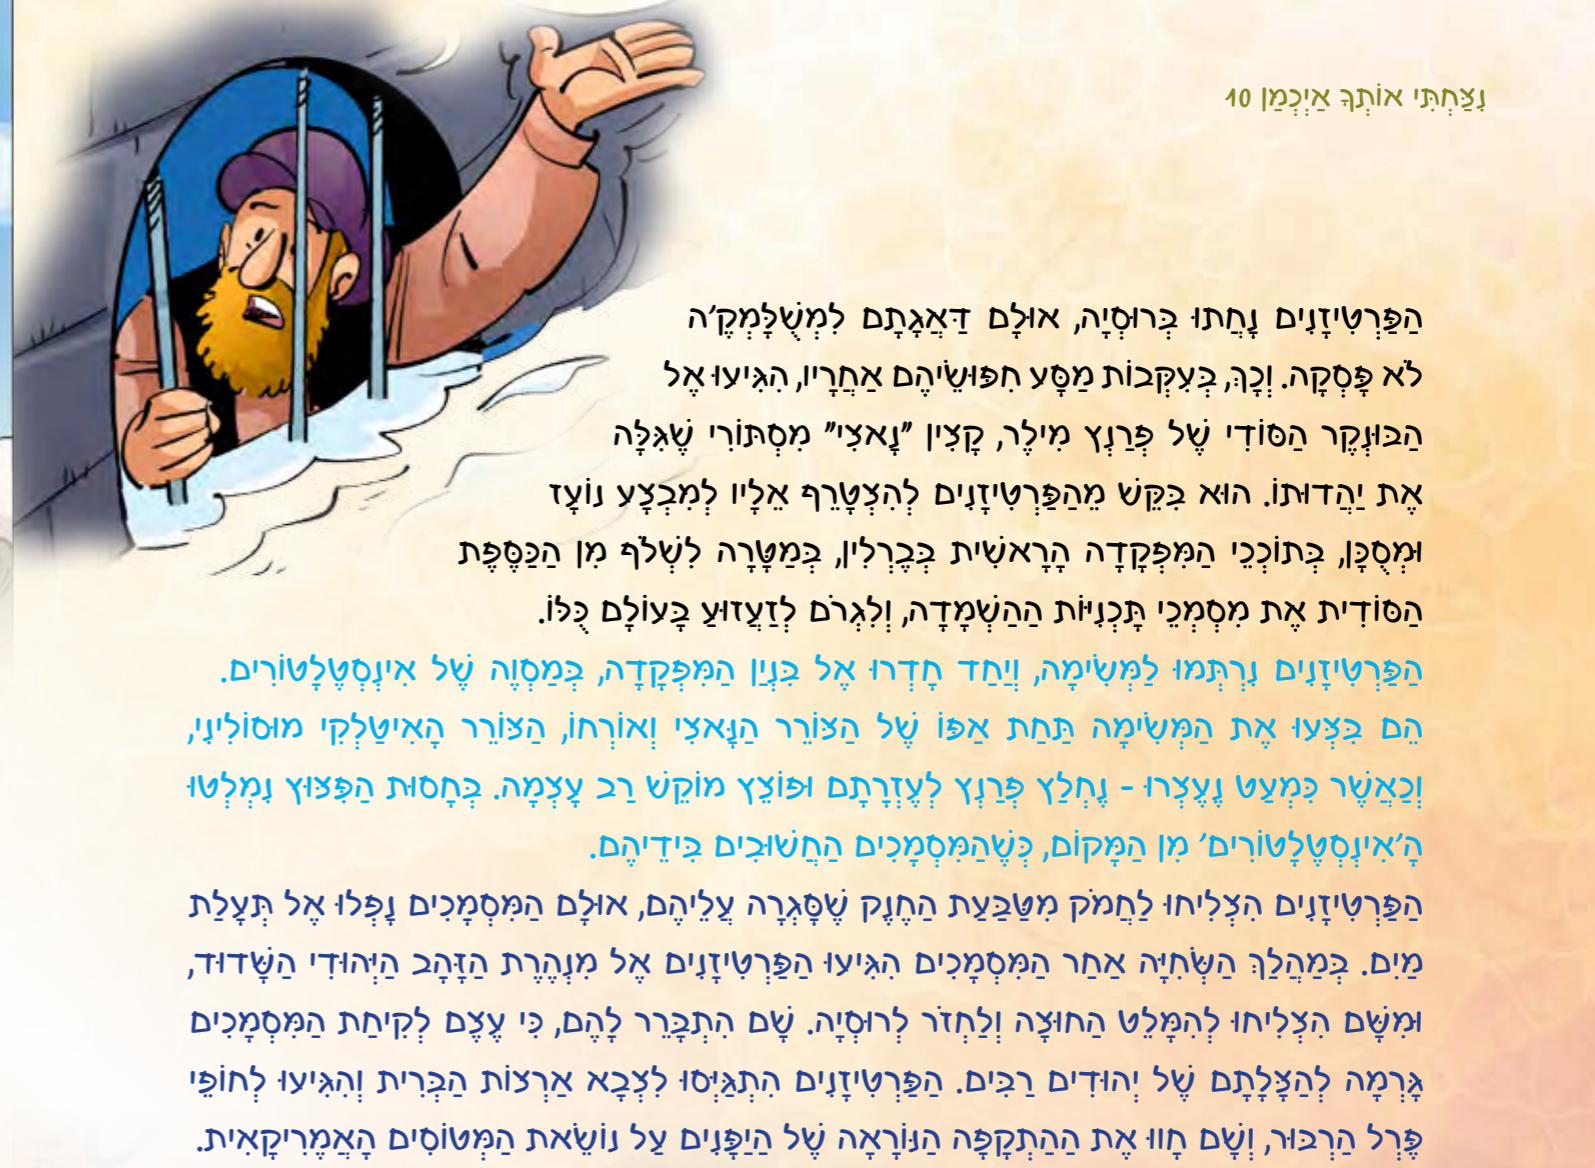 נִצַּחְתִּי אוֹתְךָ אַיְכְמַן 10
הַפַּרְטִיזָנִים נָחֲתוּ בְּרוּסְיָה, אוּלָם דַּאֲגָתָם לִמְשֻׁלָּמְקֶ'ה
לֹא פָּסְקָה. וְכָךְ, בְּעִקְּבוֹת מַסָּע חִפּוּשֵׂיהֶם אַחֲרָיו, הִגִּיעוּ אֶל
הַבּוּנְקֶר הַסּוֹדִי שֶׁל פְרַנְץ מִילֶר, קָצִין "נָאצִי" מִסְתּוֹרִי שֶׁגִּלָּה
אֶת יַהֲדוּתוֹ. הוּא בִּקֵּשׁ מֵהַפַּרְטִיזָנִים לְהִצְטָרֵף אֵלָיו לְמִבְצָע נוֹעָז
וּמְסֻכָּן, בְּתוֹכְכֵי הַמִּפְקָדָה הָרָאשִׁית בְּבֶרְלִין, בְּמַטָּרָה לִשְׁלֹף מִן הַכַּסֶּפֶת
הַסּוֹדִית אֶת מִסְמְכֵי תָּכְנִיּוֹת הַהַשְׁמָדָה, וְלִגְרֹם לְזַעֲזוּעַ בָּעוֹלָם כֻּלּוֹ.
הַפַּרְטִיזָנִים נִרְתְּמוּ לַמְּשִׂימָה, וְיַחַד חָדְרוּ אֶל בִּנְיַן הַמִּפְקָדָה, בְּמַסְוֶה שֶׁל אִינְסְטֶלָטוֹרִים.
הֵם בִּצְּעוּ אֶת הַמְּשִׂימָה תַּחַת אַפּוֹ שֶׁל הַצּוֹרֵר הַנָּאצִי וְאוֹרְחוֹ, הַצּוֹרֵר הָאִיטַלְקִי מוּסוֹלִינִי,
וְכַאֲשֶׁר כִּמְעַט נֶעֶצְרוּ - נֶחְלַץ פְרַנְץ לְעֶזְרָתָם וּפוֹצֵץ מוֹקֵשׁ רַב עָצְמָה. בְּחָסוּת הַפִּצּוּץ נִמְלְטוּ
הָ'אִינְסְטֶלָטוֹרִים' מִן הַמָּקוֹם, כְּשֶׁהַמִּסְמָכִים הַחֲשׁוּבִים בִּידֵיהֶם.
הַפַּרְטִיזָנִים הִצְלִיחוּ לַחֲמֹק מִטַּבַּעַת הַחֶנֶק שֶׁסָּגְרָה עֲלֵיהֶם, אוּלָם הַמִּסְמָכִים נָפְלוּ אֶל תְּעָלַת
מַיִם. בְּמַהֲלַךְ הַשְּׂחִיָּה אַחַר הַמִּסְמָכִים הִגִּיעוּ הַפַּרְטִיזָנִים אֶל מִנְהֶרֶת הַזָּהָב הַיְּהוּדִי הַשָּׁדוּד,
וּמִשָּׁם הִצְלִיחוּ לְהִמָּלֵט הַחוּצָה וְלַחְזֹר לְרוּסְיָה. שָׁם הִתְבָּרֵר לָהֶם, כִּי עֶצֶם לְקִיחַת הַמִּסְמָכִים
גָּרְמָה לְהַצָּלָתָם שֶׁל יְהוּדִים רַבִּים. הַפַּרְטִיזָנִים הִתְגַּיְּסוּ לִצְבָא אַרְצוֹת הַבְּרִית וְהִגִּיעוּ לְחוֹפֵי
פֶּרְל הַרְבּוּר, וְשָׁם חָווּ אֶת הַהַתְקָפָה הַנּוֹרָאָה שֶׁל הַיַּפָּנִים עַל נוֹשֵׂאת הַמְּטוֹסִים הָאֲמֶרִיקָאִית.